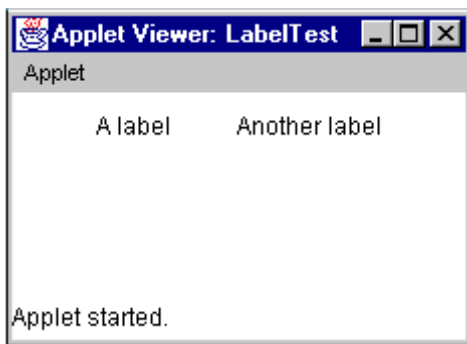 Applet Viewer: LabelTest
Applet
A label Another label
Applet started.